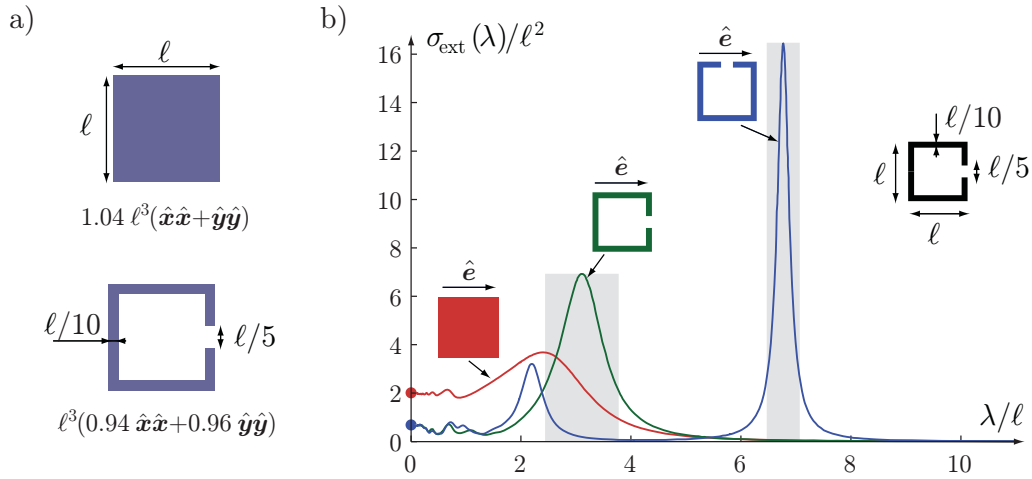 a)
ℓ
ℓ
1.04 ℓ³(x̂x̂+ŷŷ)
ℓ/10
ℓ/5
ℓ³(0.94 x̂x̂+0.96 ŷŷ)
b)
σext(λ)/ℓ²
16
14
12
10
8
6
4
2
0
0
2
4
6
8
10
λ/ℓ
ê
ê
ê
ℓ/10
ℓ
ℓ/5
ℓ